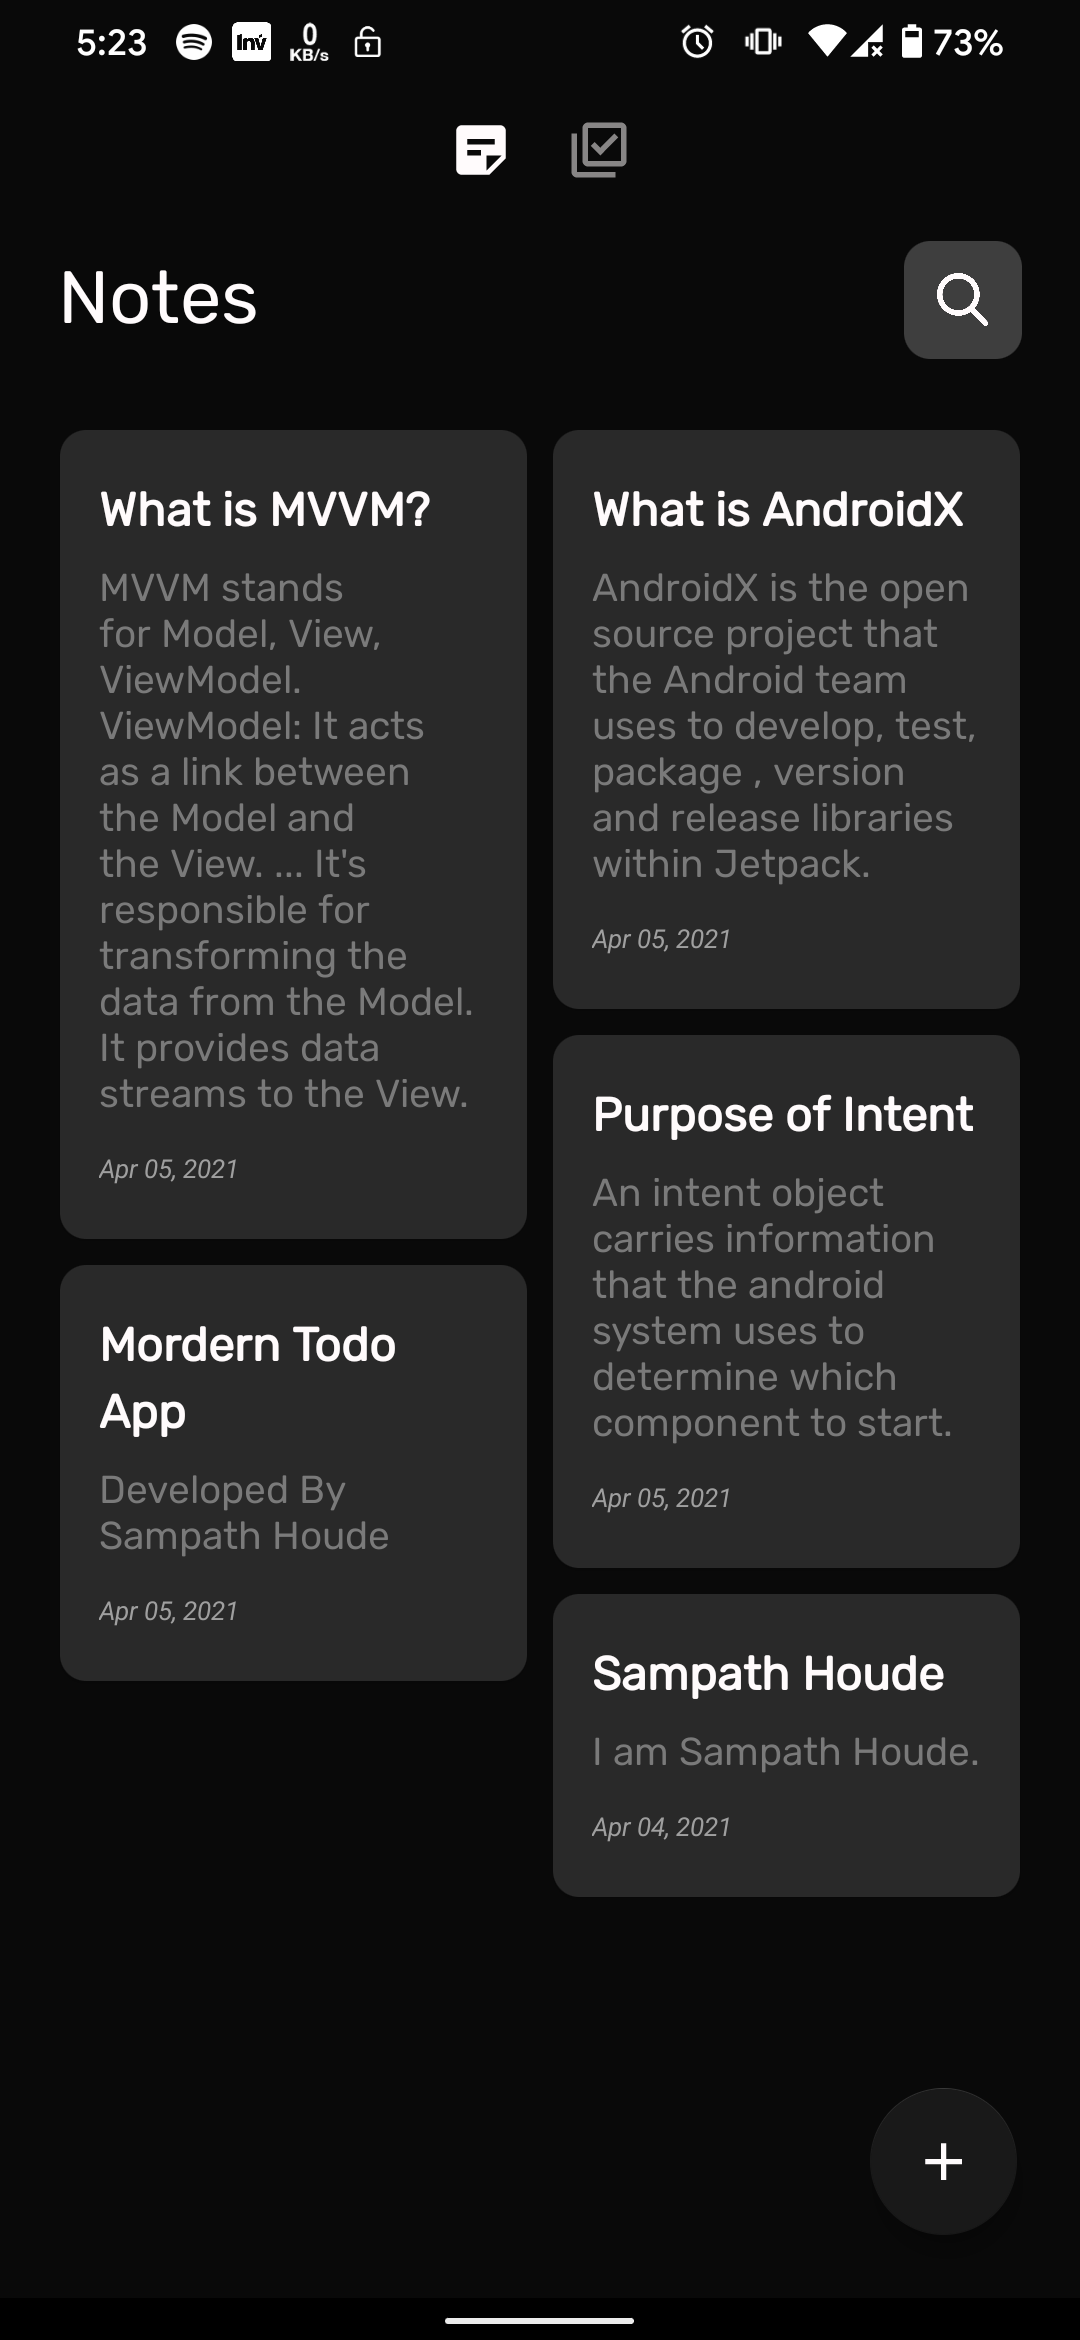 5:23
Inv
0
KB/s
73%
Notes
What is MVVM?
MVVM stands
for Model, View,
ViewModel.
ViewModel: It acts
as a link between
the Model and
the View. ... It's
responsible for
transforming the
data from the Model.
It provides data
streams to the View.
Apr 05, 2021
Mordern Todo
App
Developed By
Sampath Houde
Apr 05, 2021
What is AndroidX
AndroidX is the open
source project that
the Android team
uses to develop, test,
package , version
and release libraries
within Jetpack.
Apr 05, 2021
Purpose of Intent
An intent object
carries information
that the android
system uses to
determine which
component to start.
Apr 05, 2021
Sampath Houde
I am Sampath Houde.
Apr 04, 2021